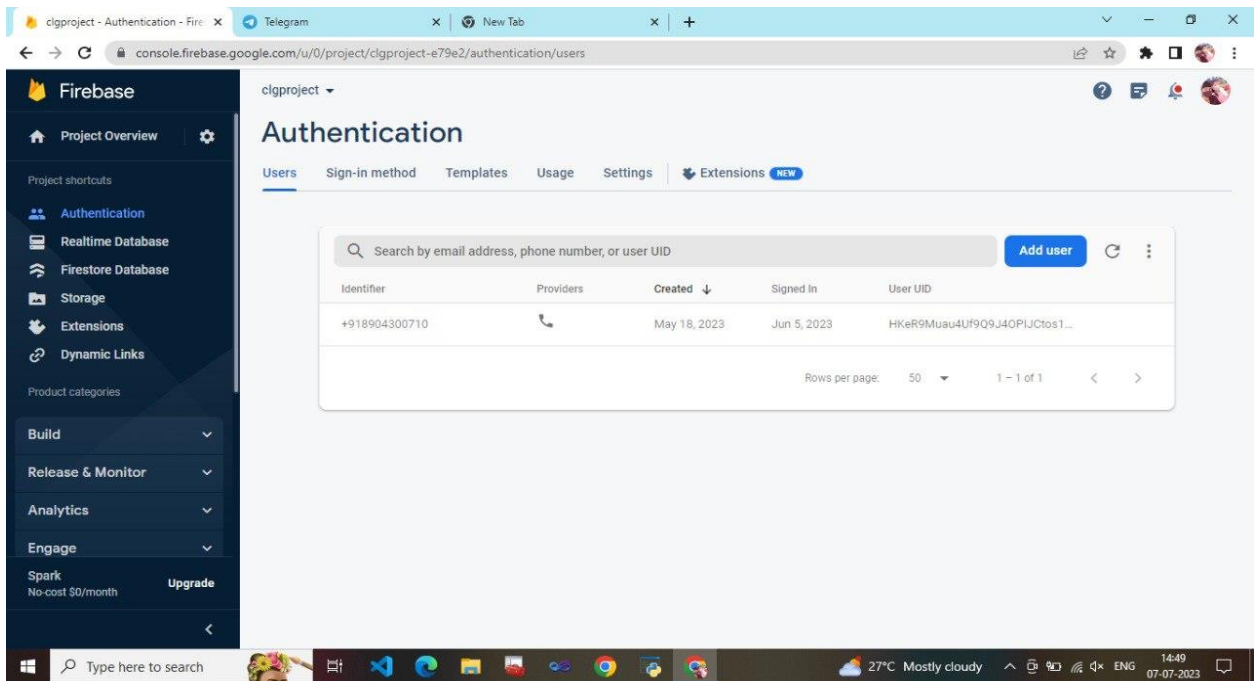 clgproject - Authentication - Fire
Telegram
New Tab
console.firebase.google.com/u/0/project/clgproject-e79e2/authentication/users
Firebase
clgproject
Project Overview
Authentication
Users Sign-in method Templates Usage Settings Extensions NEW
Project shortcuts
Authentication
Realtime Database
Firestore Database
Storage
Extensions
Dynamic Links
Product categories
Build
Release & Monitor
Analytics
Engage
Spark
No-cost $0/month
Upgrade
Search by email address, phone number, or user UID
Add user
Identifier Providers Created Signed In User UID
+918904300710 May 18, 2023 Jun 5, 2023 HKeR9Muau4Uf9Q9J4OPIJCtos1...
Rows per page: 50 1 – 1 of 1
Type here to search
27°C Mostly cloudy
ENG
14:49
07-07-2023